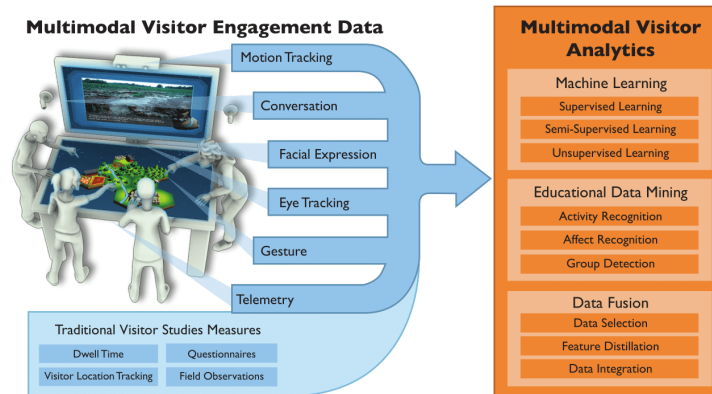 Multimodal Visitor Engagement Data
Motion Tracking
Conversation
Facial Expression
Eye Tracking
Gesture
Telemetry
Traditional Visitor Studies Measures
Dwell Time
Questionnaires
Visitor Location Tracking
Field Observations
Multimodal Visitor
Analytics
Machine Learning
Supervised Learning
Semi-Supervised Learning
Unsupervised Learning
Educational Data Mining
Activity Recognition
Affect Recognition
Group Detection
Data Fusion
Data Selection
Feature Distillation
Data Integration